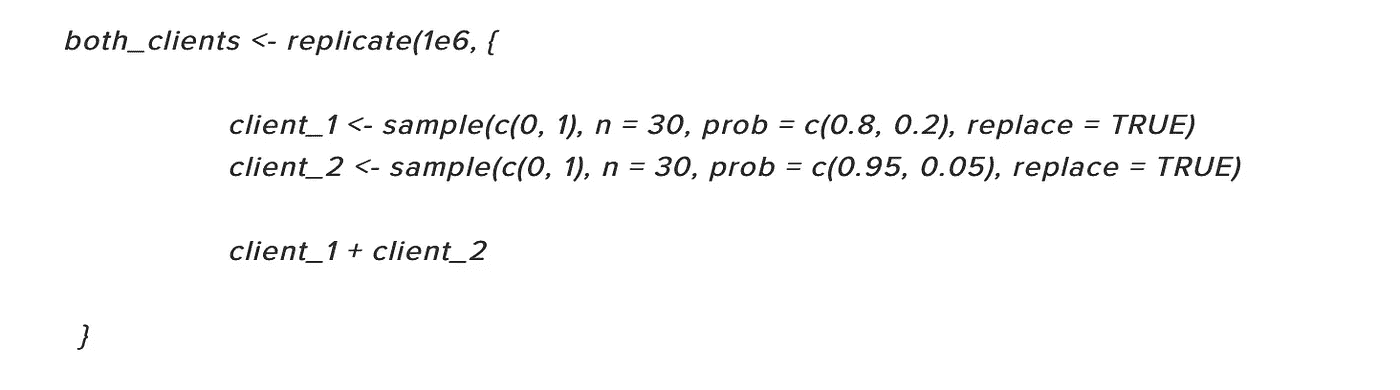 both_clients <- replicate(1e6, {
client_1 <- sample(c(0, 1), n = 30, prob = c(0.8, 0.2), replace = TRUE)
client_2 <- sample(c(0, 1), n = 30, prob = c(0.95, 0.05), replace = TRUE)
client_1 + client_2
}